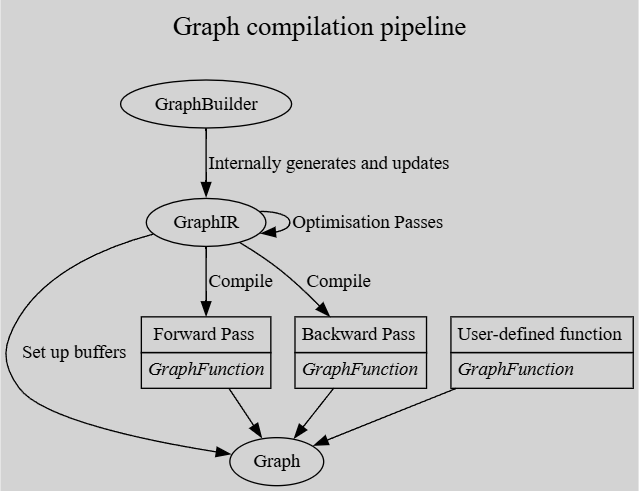 Graph compilation pipeline
GraphBuilder
Internally generates and updates
GraphIR
Optimisation Passes
Compile
Compile
Forward Pass
GraphFunction
Backward Pass
GraphFunction
User-defined function
GraphFunction
Set up buffers
Graph